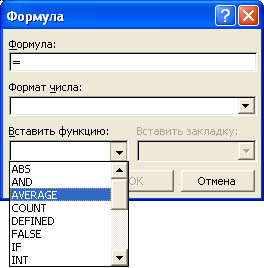 Формула
Формула:
=
Формат числа:
Вставить функцию: Вставить закладку:
ABS
AND
AVERAGE
COUNT
DEFINED
FALSE
IF
INT
OK Отмена